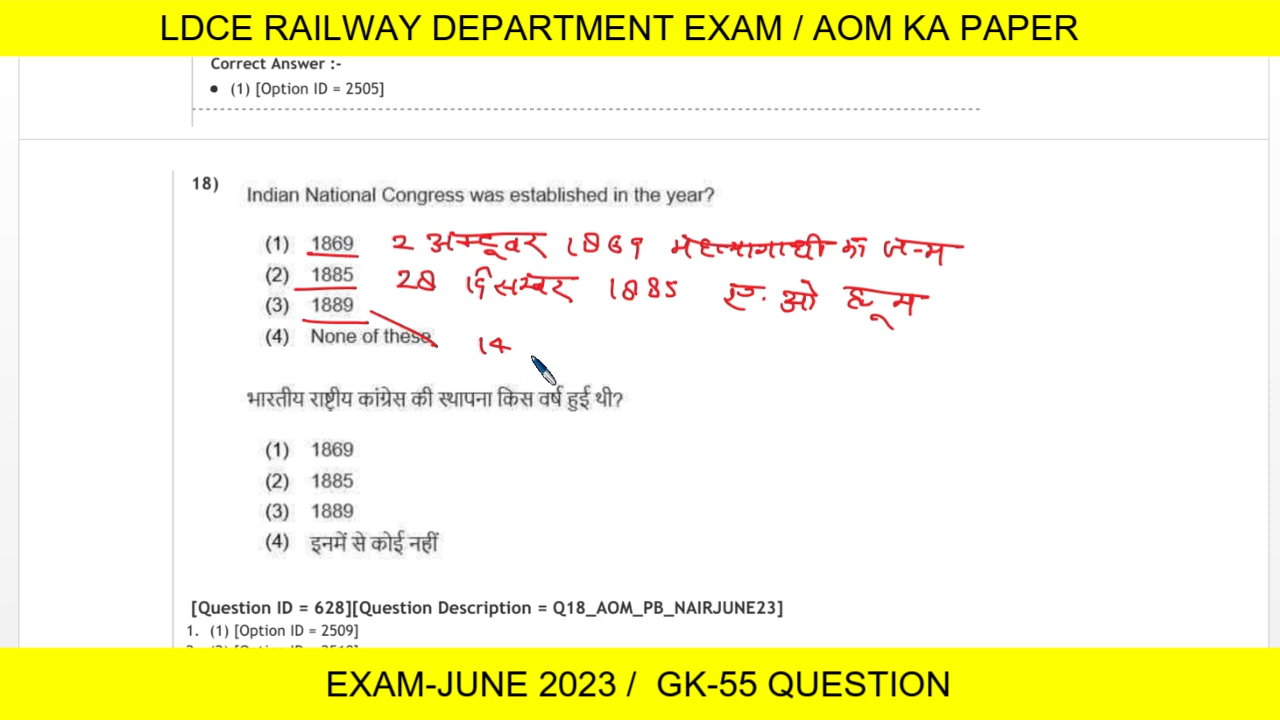 LDCE RAILWAY DEPARTMENT EXAM / AOM KA PAPER
Correct Answer :-
• (1) [Option ID = 2505]
18) Indian National Congress was established in the year?
(1) 1869 2 अक्टूबर 1869 महात्मा गाधी का जन्म
(2) 1885 28 दिसम्बर 1885 ए. ओ ह्यूम
(3) 1889
(4) None of these 14
भारतीय राष्ट्रीय कांग्रेस की स्थापना किस वर्ष हुई थी?
(1) 1869
(2) 1885
(3) 1889
(4) इनमें से कोई नहीं
[Question ID = 628][Question Description = Q18_AOM_PB_NAIRJUNE23]
1. (1) [Option ID = 2509]
EXAM-JUNE 2023 / GK-55 QUESTION